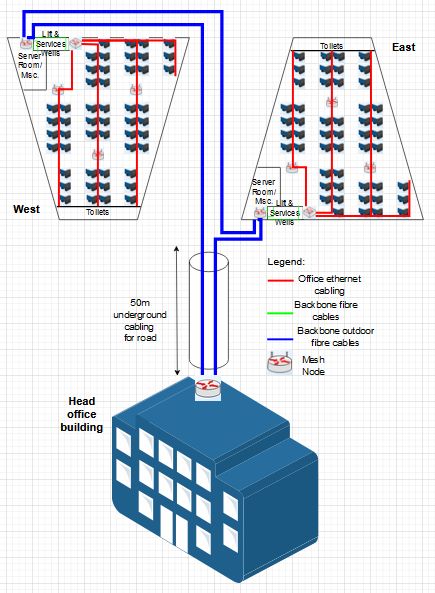 Lift &
Services
Wells
Server
Room/
Misc.
West
Toilets
Toilets
East
Server
Room/
Misc.
Lift &
Services
Wells
50m
underground
cabling
for road
Legend:
Office ethernet
cabling
Backbone fibre
cables
Backbone outdoor
fibre cables
Mesh
Node
Head
office
building